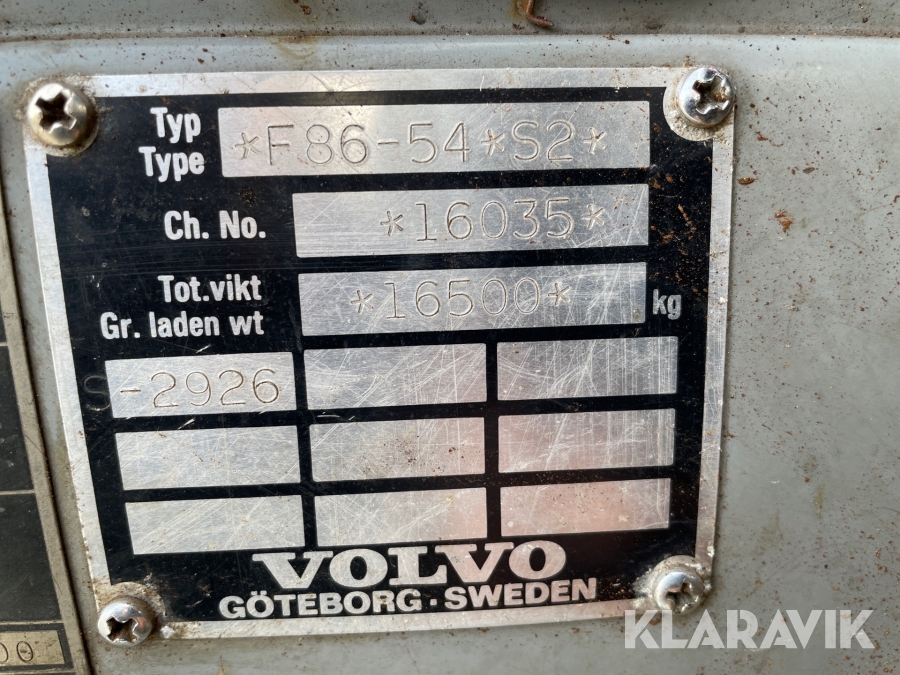 Typ
Type *F86-54*S2*
Ch. No. *16035*
Tot.vikt
Gr. laden wt *16500* kg
S-2926
VOLVO
GÖTEBORG · SWEDEN
KLARAVIK